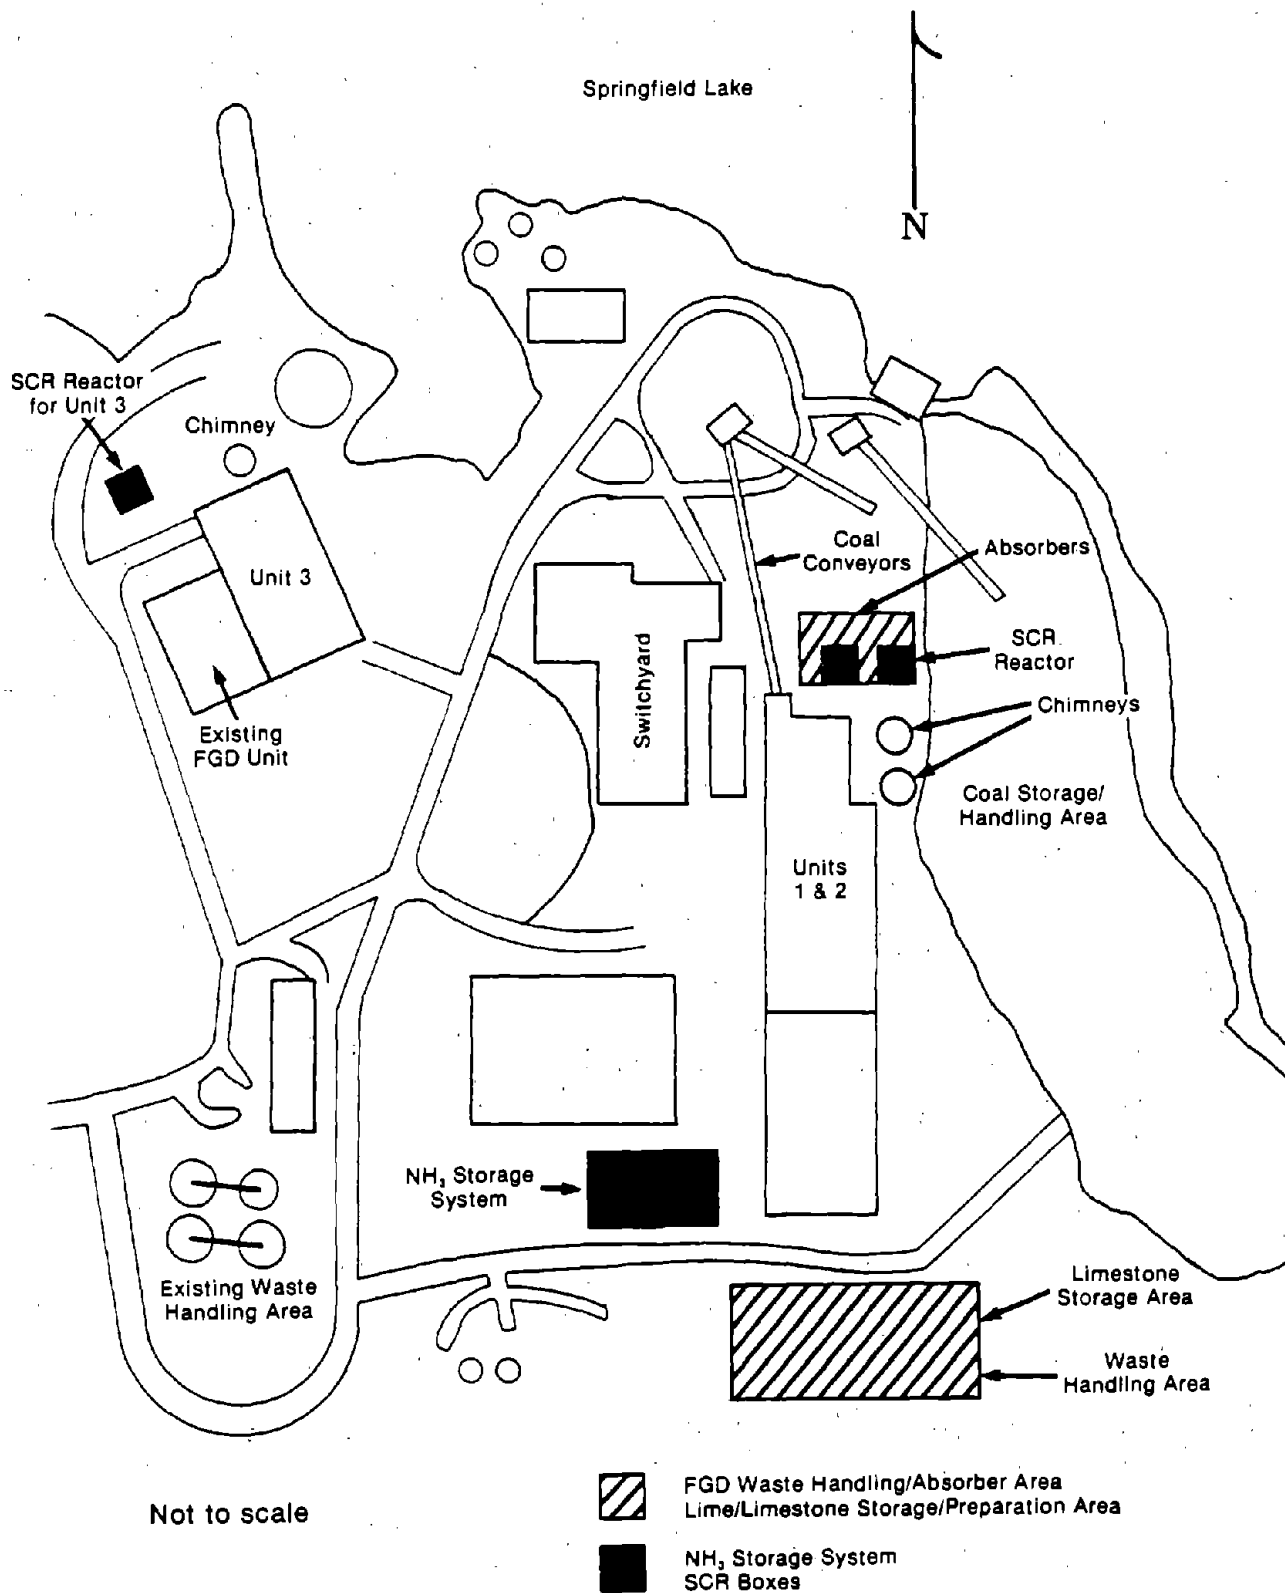 Springfield Lake
N
SCR Reactor
for Unit 3
Chimney
Unit 3
Coal
Conveyors
Absorbers
SCR
Reactor
Switchyard
Chimneys
Existing
FGD Unit
Coal Storage/
Handling Area
Units
1 & 2
NH₃ Storage
System
Existing Waste
Handling Area
Limestone
Storage Area
Waste
Handling Area
Not to scale
FGD Waste Handling/Absorber Area
Lime/Limestone Storage/Preparation Area
NH₃ Storage System
SCR Boxes